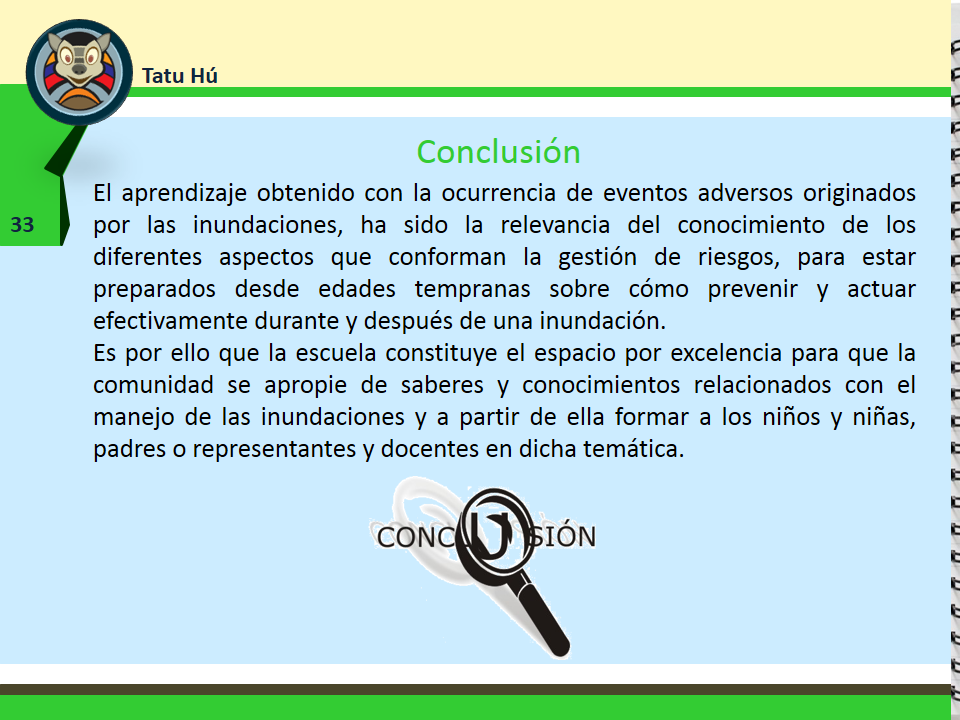 Tatu Hú
Conclusión
33
El aprendizaje obtenido con la ocurrencia de eventos adversos originados
por las inundaciones, ha sido la relevancia del conocimiento de los
diferentes aspectos que conforman la gestión de riesgos, para estar
preparados desde edades tempranas sobre cómo prevenir y actuar
efectivamente durante y después de una inundación.
Es por ello que la escuela constituye el espacio por excelencia para que la
comunidad se apropie de saberes y conocimientos relacionados con el
manejo de las inundaciones y a partir de ella formar a los niños y niñas,
padres o representantes y docentes en dicha temática.
CONCLUSIÓN